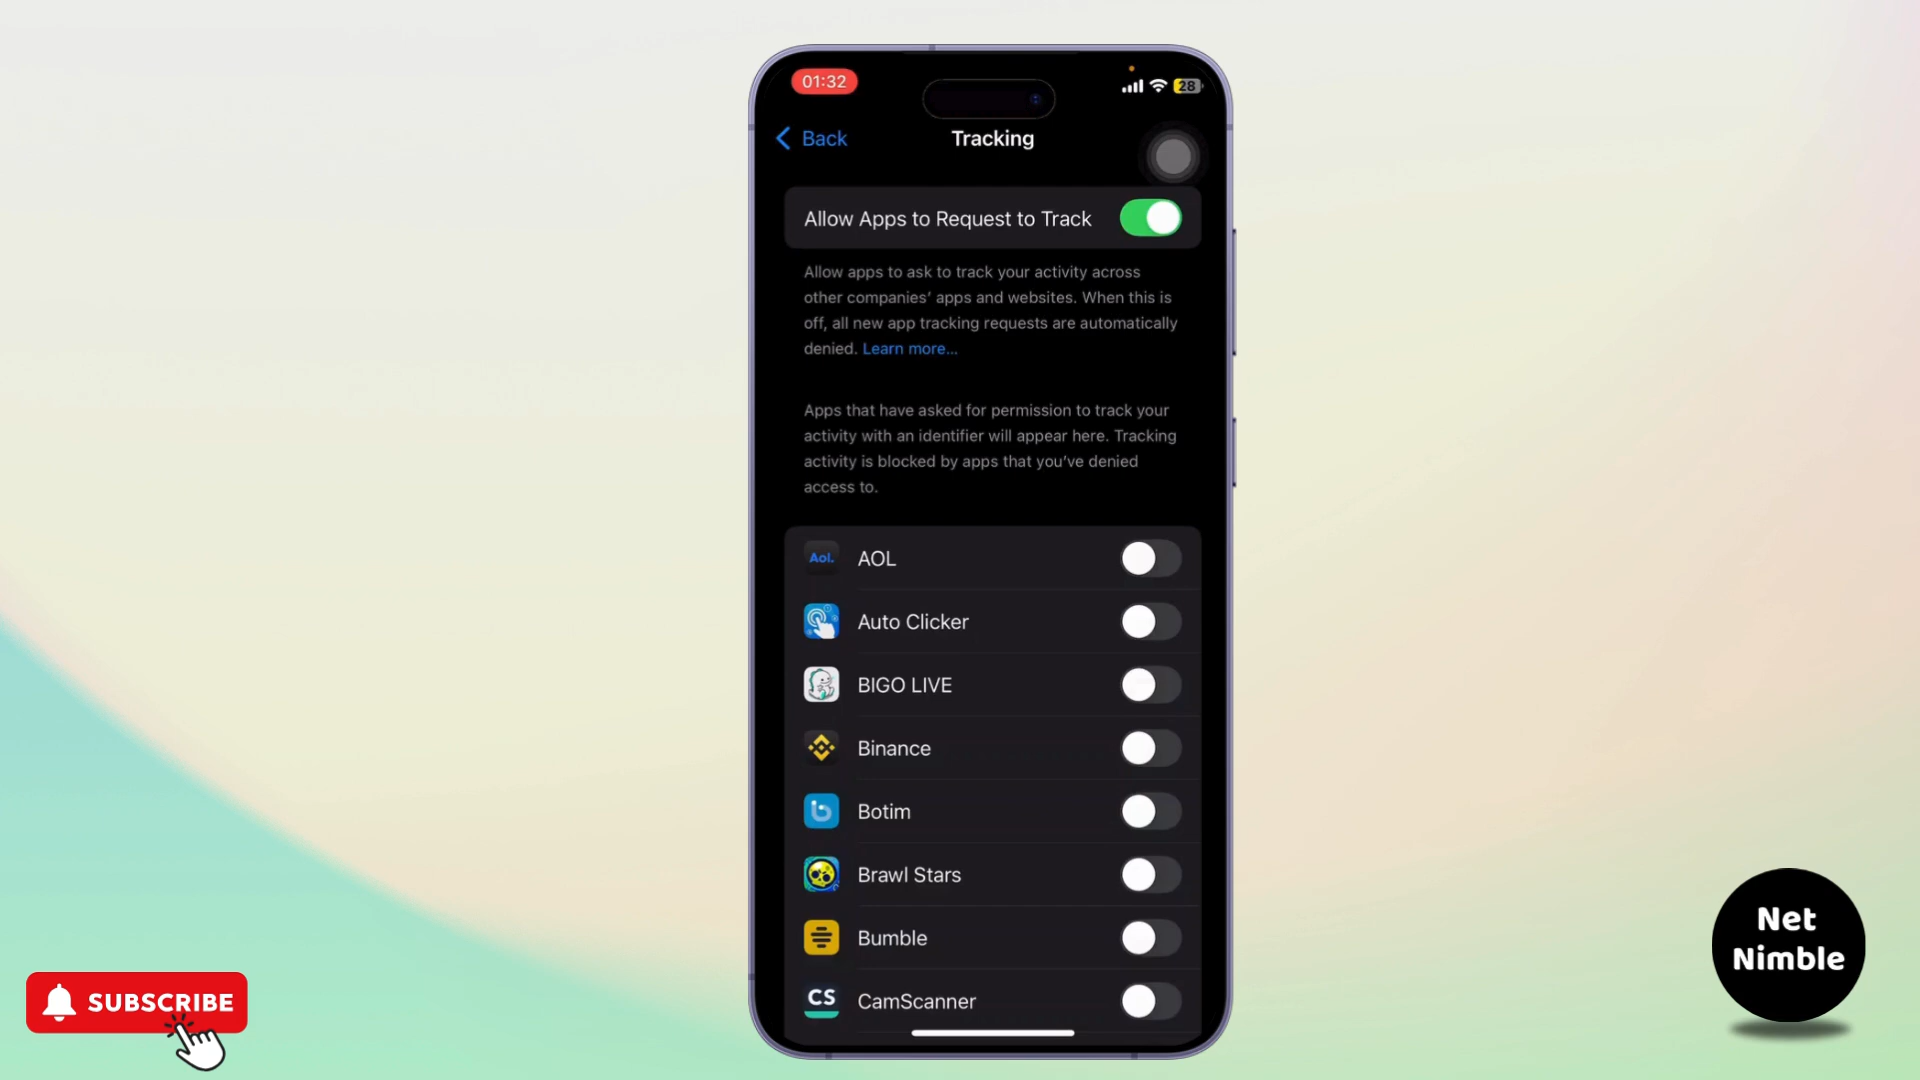 01:32
28
Back
Tracking
Allow Apps to Request to Track
Allow apps to ask to track your activity across
other companies' apps and websites. When this is
off, all new app tracking requests are automatically
denied. Learn more...
Apps that have asked for permission to track your
activity with an identifier will appear here. Tracking
activity is blocked by apps that you've denied
access to.
Aol.
AOL
Auto Clicker
BIGO LIVE
Binance
Botim
Brawl Stars
Bumble
CS
CamScanner
SUBSCRIBE
Net
Nimble